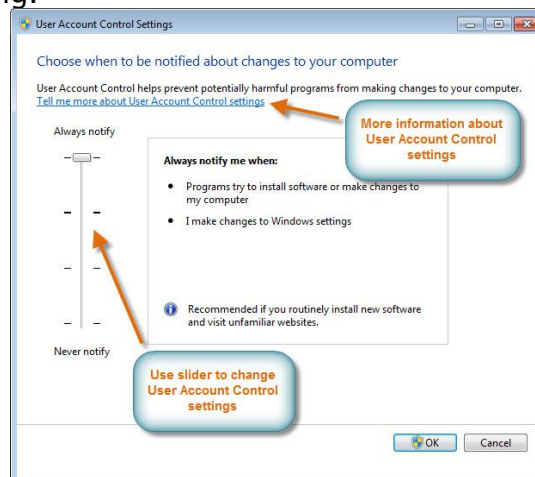 ng.
User Account Control Settings
Choose when to be notified about changes to your computer
User Account Control helps prevent potentially harmful programs from making changes to your computer.
Tell me more about User Account Control settings
More information about
User Account Control
settings
Always notify
Always notify me when:
• Programs try to install software or make changes to
my computer
• I make changes to Windows settings
Recommended if you routinely install new software
and visit unfamiliar websites.
Never notify
Use slider to change
User Account Control
settings
OK
Cancel